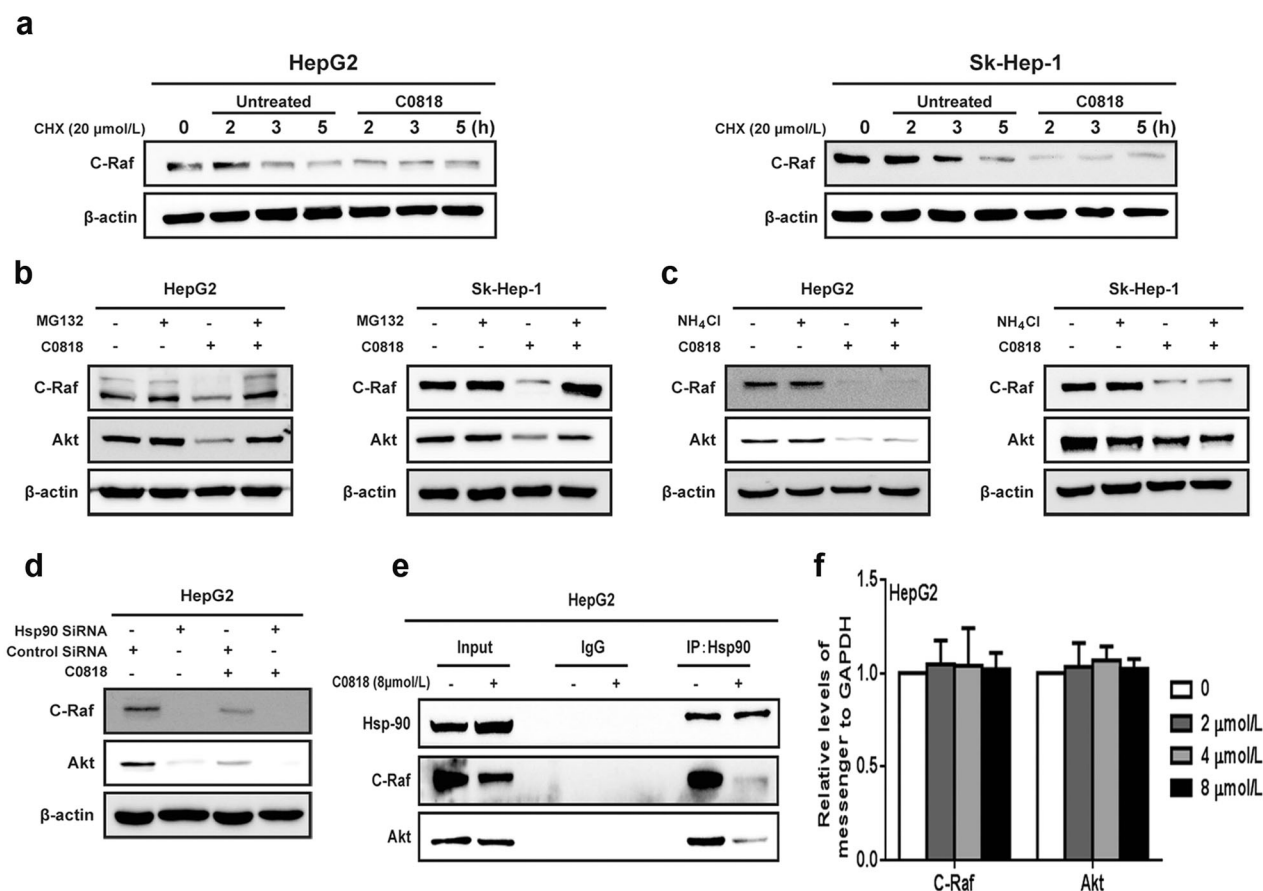 a
HepG2
Untreated C0818
CHX (20 μmol/L) 0 2 3 5 2 3 5 (h)
C-Raf
β-actin
Sk-Hep-1
Untreated C0818
CHX (20 μmol/L) 0 2 3 5 2 3 5 (h)
C-Raf
β-actin
b
HepG2
MG132 - + - +
C0818 - - + +
C-Raf
Akt
β-actin
Sk-Hep-1
MG132 - + - +
C0818 - - + +
C-Raf
Akt
β-actin
c
HepG2
NH₄Cl - + - +
C0818 - - + +
C-Raf
Akt
β-actin
Sk-Hep-1
NH₄Cl - + - +
C0818 - - + +
C-Raf
Akt
β-actin
d
HepG2
Hsp90 SiRNA - + - +
Control SiRNA + - + -
C0818 - - + +
C-Raf
Akt
β-actin
e
HepG2
Input IgG IP:Hsp90
C0818 (8μmol/L) - + - + - +
Hsp-90
C-Raf
Akt
f
HepG2
Relative levels of
messenger to GAPDH
1.5
1.0
0.5
0.0
C-Raf Akt
0
2 μmol/L
4 μmol/L
8 μmol/L